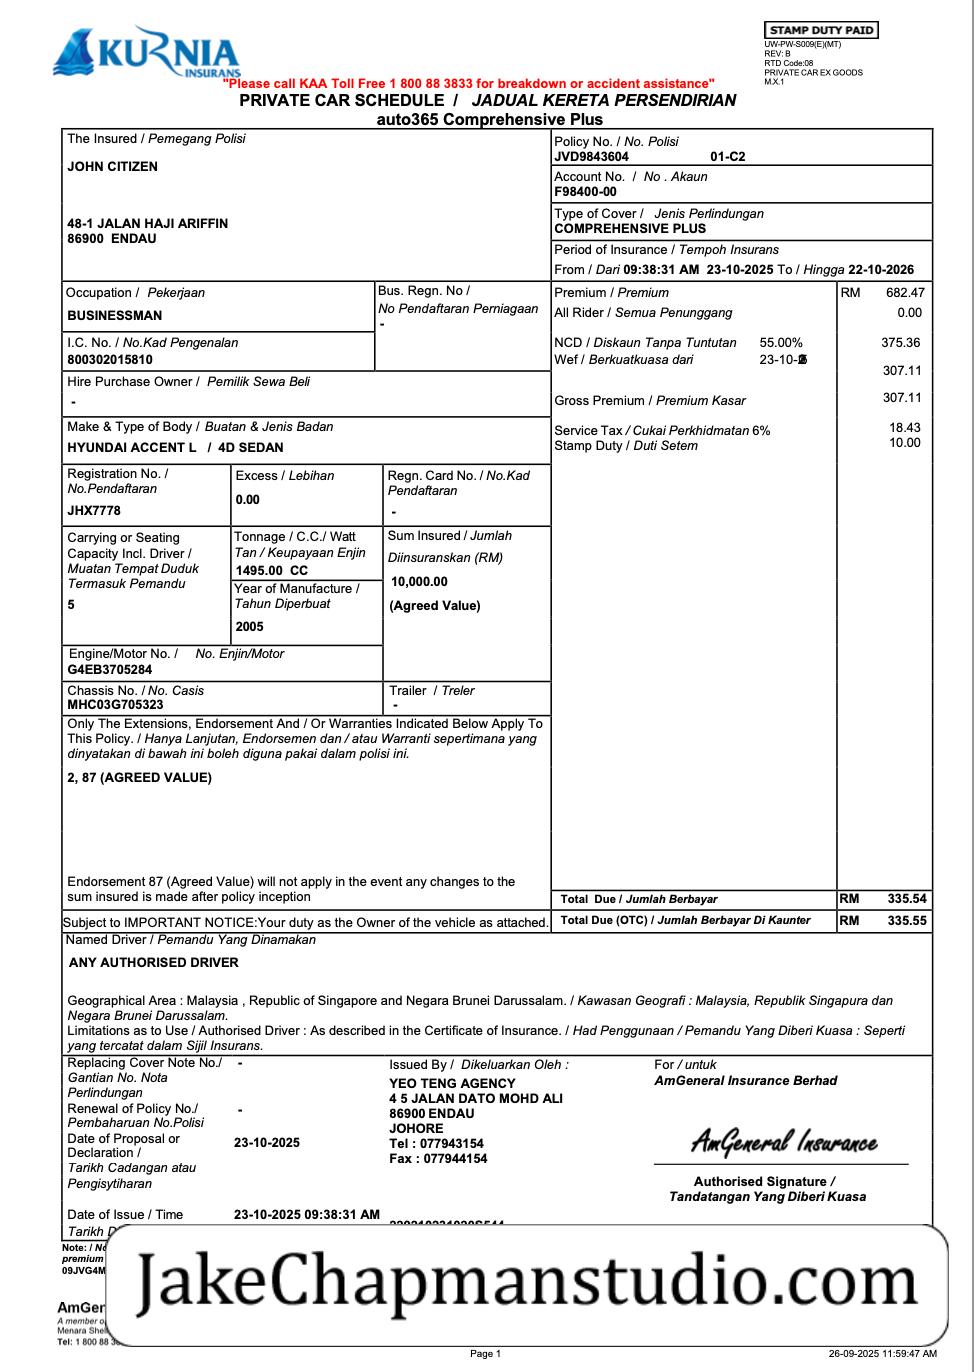 KURNIA
INSURANS
STAMP DUTY PAID
UW-PW-S009(E)(MT)
REV: B
RTD Code:08
PRIVATE CAR EX GOODS
M.X.1
"Please call KAA Toll Free 1 800 88 3833 for breakdown or accident assistance"
PRIVATE CAR SCHEDULE / JADUAL KERETA PERSENDIRIAN
auto365 Comprehensive Plus
The Insured / Pemegang Polisi
JOHN CITIZEN
48-1 JALAN HAJI ARIFFIN
86900 ENDAU
Policy No. / No. Polisi
JVD9843604 01-C2
Account No. / No . Akaun
F98400-00
Type of Cover / Jenis Perlindungan
COMPREHENSIVE PLUS
Period of Insurance / Tempoh Insurans
From / Dari 09:38:31 AM 23-10-2025 To / Hingga 22-10-2026
Occupation / Pekerjaan
BUSINESSMAN
Bus. Regn. No /
No Pendaftaran Perniagaan
-
I.C. No. / No.Kad Pengenalan
800302015810
Hire Purchase Owner / Pemilik Sewa Beli
-
Make & Type of Body / Buatan & Jenis Badan
HYUNDAI ACCENT L / 4D SEDAN
Premium / Premium RM 682.47
All Rider / Semua Penunggang 0.00
NCD / Diskaun Tanpa Tuntutan 55.00% 375.36
Wef / Berkuatkuasa dari
307.11
Gross Premium / Premium Kasar 307.11
Service Tax / Cukai Perkhidmatan 6% 18.43
Stamp Duty / Duti Setem 10.00
Registration No. /
No.Pendaftaran
JHX7778
Excess / Lebihan
0.00
Regn. Card No. / No.Kad
Pendaftaran
-
Carrying or Seating
Capacity Incl. Driver /
Muatan Tempat Duduk
Termasuk Pemandu
5
Tonnage / C.C./ Watt
Tan / Keupayaan Enjin
1495.00 CC
Year of Manufacture /
Tahun Diperbuat
2005
Sum Insured / Jumlah
Diinsuranskan (RM)
10,000.00
(Agreed Value)
Engine/Motor No. / No. Enjin/Motor
G4EB3705284
Chassis No. / No. Casis
MHC03G705323
Trailer / Treler
-
Only The Extensions, Endorsement And / Or Warranties Indicated Below Apply To
This Policy. / Hanya Lanjutan, Endorsemen dan / atau Warranti sepertimana yang
dinyatakan di bawah ini boleh diguna pakai dalam polisi ini.
2, 87 (AGREED VALUE)
Endorsement 87 (Agreed Value) will not apply in the event any changes to the
sum insured is made after policy inception
Total Due / Jumlah Berbayar RM 335.54
Subject to IMPORTANT NOTICE:Your duty as the Owner of the vehicle as attached.
Total Due (OTC) / Jumlah Berbayar Di Kaunter RM 335.55
Named Driver / Pemandu Yang Dinamakan
ANY AUTHORISED DRIVER
Geographical Area : Malaysia , Republic of Singapore and Negara Brunei Darussalam. / Kawasan Geografi : Malaysia, Republik Singapura dan
Negara Brunei Darussalam.
Limitations as to Use / Authorised Driver : As described in the Certificate of Insurance. / Had Penggunaan / Pemandu Yang Diberi Kuasa : Seperti
yang tercatat dalam Sijil Insurans.
Replacing Cover Note No./ -
Gantian No. Nota
Perlindungan
Renewal of Policy No./ -
Pembaharuan No.Polisi
Date of Proposal or
Declaration / 23-10-2025
Tarikh Cadangan atau
Pengisytiharan
Date of Issue / Time 23-10-2025 09:38:31 AM
Tarikh
Issued By / Dikeluarkan Oleh :
YEO TENG AGENCY
4 5 JALAN DATO MOHD ALI
86900 ENDAU
JOHORE
Tel : 077943154
Fax : 077944154
For / untuk
AmGeneral Insurance Berhad
AmGeneral Insurance
Authorised Signature /
Tandatangan Yang Diberi Kuasa
Note: /
premium
09JVG4M
AmGen
A member
Menara
Tel: 1 800 88
JakeChapmanstudio.com
Page 1
26-09-2025 11:59:47 AM